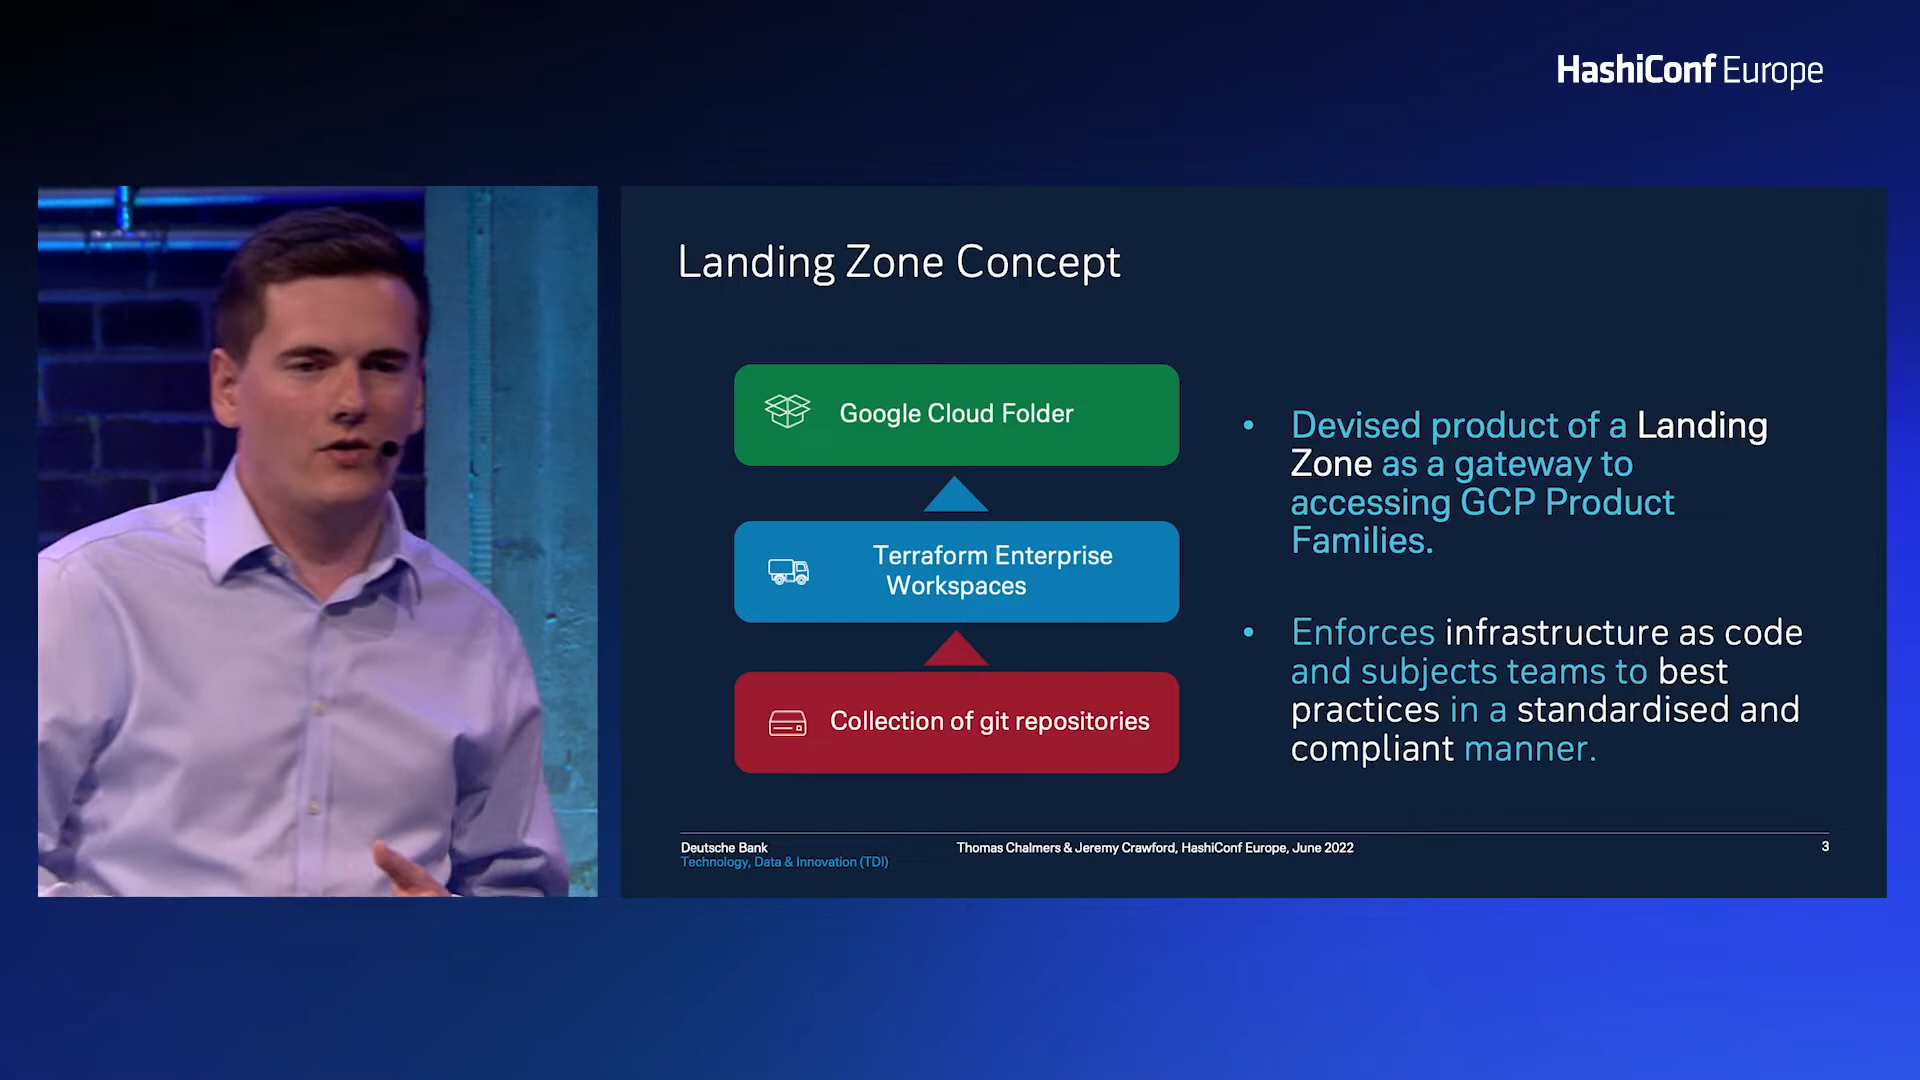 HashiConf Europe
Landing Zone Concept
Google Cloud Folder
Terraform Enterprise
Workspaces
Collection of git repositories
• Devised product of a Landing
Zone as a gateway to
accessing GCP Product
Families.
• Enforces infrastructure as code
and subjects teams to best
practices in a standardised and
compliant manner.
Deutsche Bank
Technology, Data & Innovation (TDI)
Thomas Chalmers & Jeremy Crawford, HashiConf Europe, June 2022
3